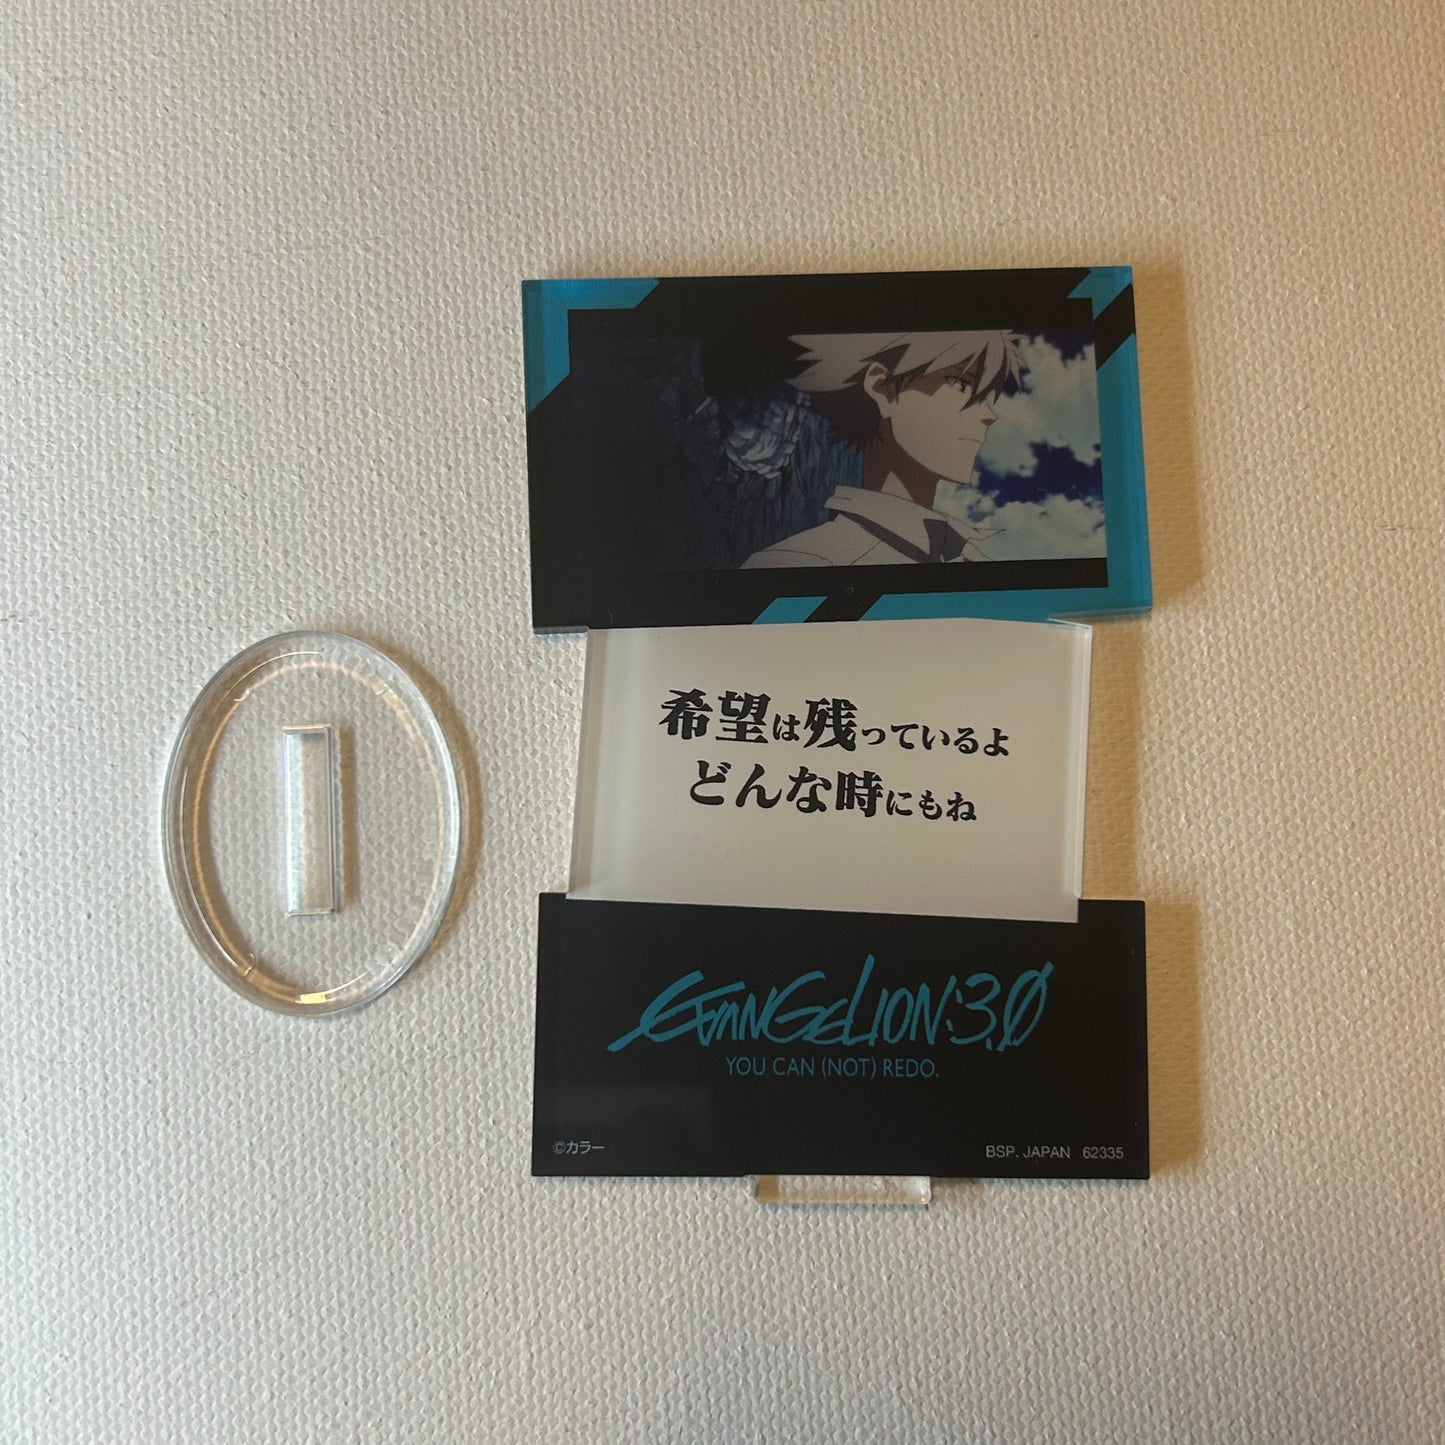 希望は残っているよ
どんな時にもね
EVANGELION:3.0
YOU CAN (NOT) REDO.
©カラー
BSP. JAPAN 62335